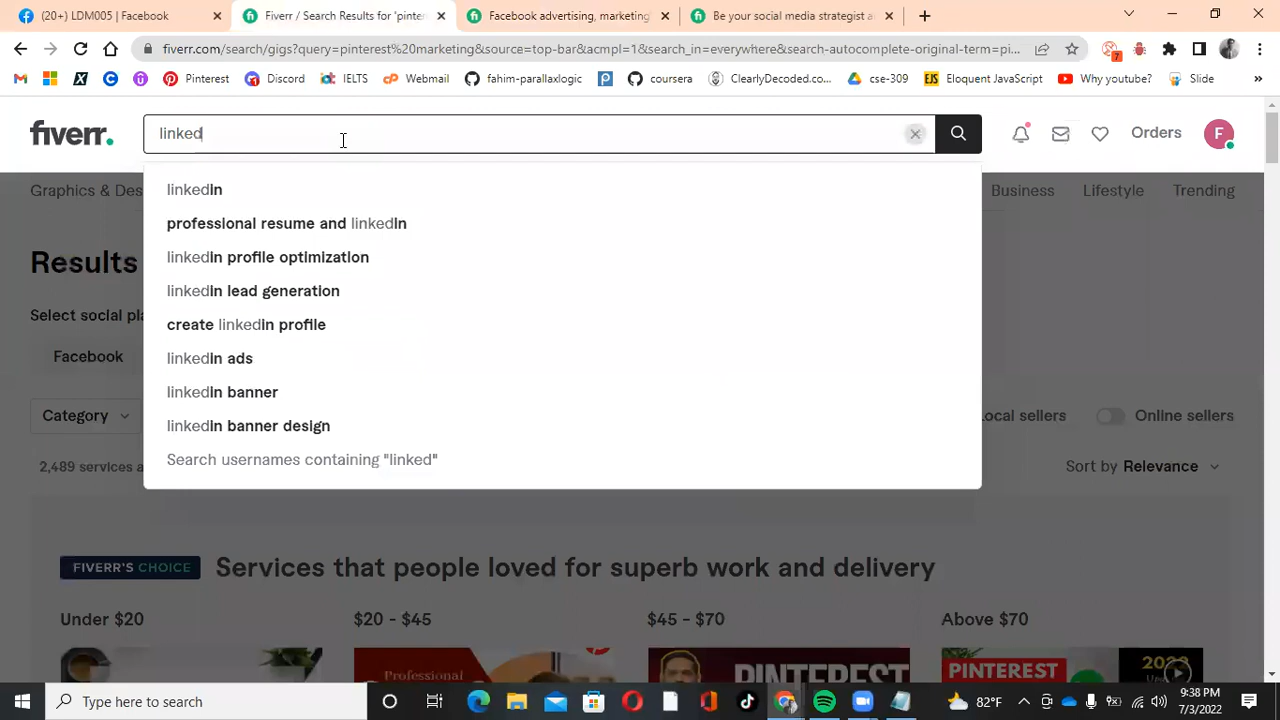 (20+) LDM005 | Facebook
Fiverr / Search Results for 'pinter
Facebook advertising, marketing
Be your social media strategist a
fiverr.com/search/gigs?query=pinterest%20marketing&source=top-bar&acmpl=1&search_in=everywhere&search-autocomplete-original-term=pi...
7
Gmail
Pinterest
Discord
IELTS
Webmail
fahim-parallaxlogic
coursera
ClarityDecoded.co...
cse-309
EJS
Eloquent JavaScript
Why youtube?
Slide
fiverr.
linked
Orders
F
Graphics & Des
Business
Lifestyle
Trending
linkedin
professional resume and linkedin
linkedin profile optimization
linkedin lead generation
create linkedin profile
linkedin ads
linkedin banner
linkedin banner design
Search usernames containing "linked"
Results
Select social pla
Facebook
Category
Local sellers
Online sellers
2,489 services a
Sort by Relevance
FIVERR'S CHOICE
Services that people loved for superb work and delivery
Under $20
$20 - $45
$45 - $70
Above $70
Professional
PINTEREST
PINTEREST
Type here to search
82°F
9:38 PM
7/3/2022